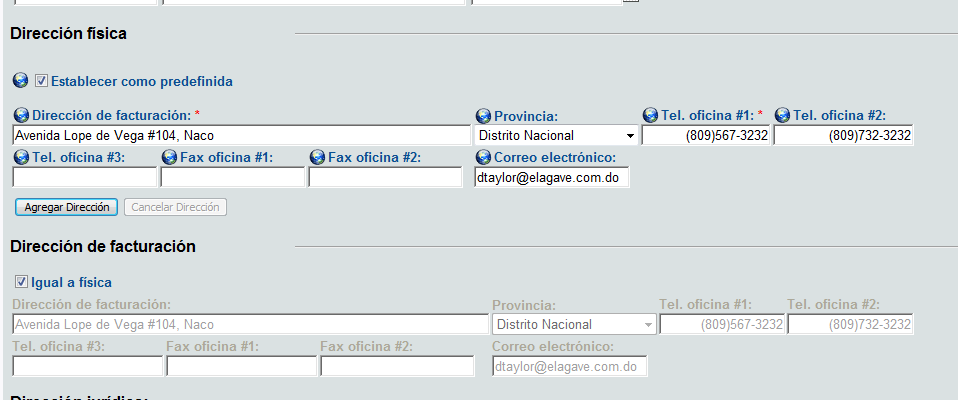 Dirección física
Establecer como predefinida
Dirección de facturación: * Provincia: Tel. oficina #1: * Tel. oficina #2:
Avenida Lope de Vega #104, Naco Distrito Nacional (809)567-3232 (809)732-3232
Tel. oficina #3: Fax oficina #1: Fax oficina #2: Correo electrónico:
dtaylor@elagave.com.do
Agregar Dirección Cancelar Dirección
Dirección de facturación
Igual a física
Dirección de facturación: Provincia: Tel. oficina #1: Tel. oficina #2:
Avenida Lope de Vega #104, Naco Distrito Nacional (809)567-3232 (809)732-3232
Tel. oficina #3: Fax oficina #1: Fax oficina #2: Correo electrónico:
dtaylor@elagave.com.do
Dirección jurídica: